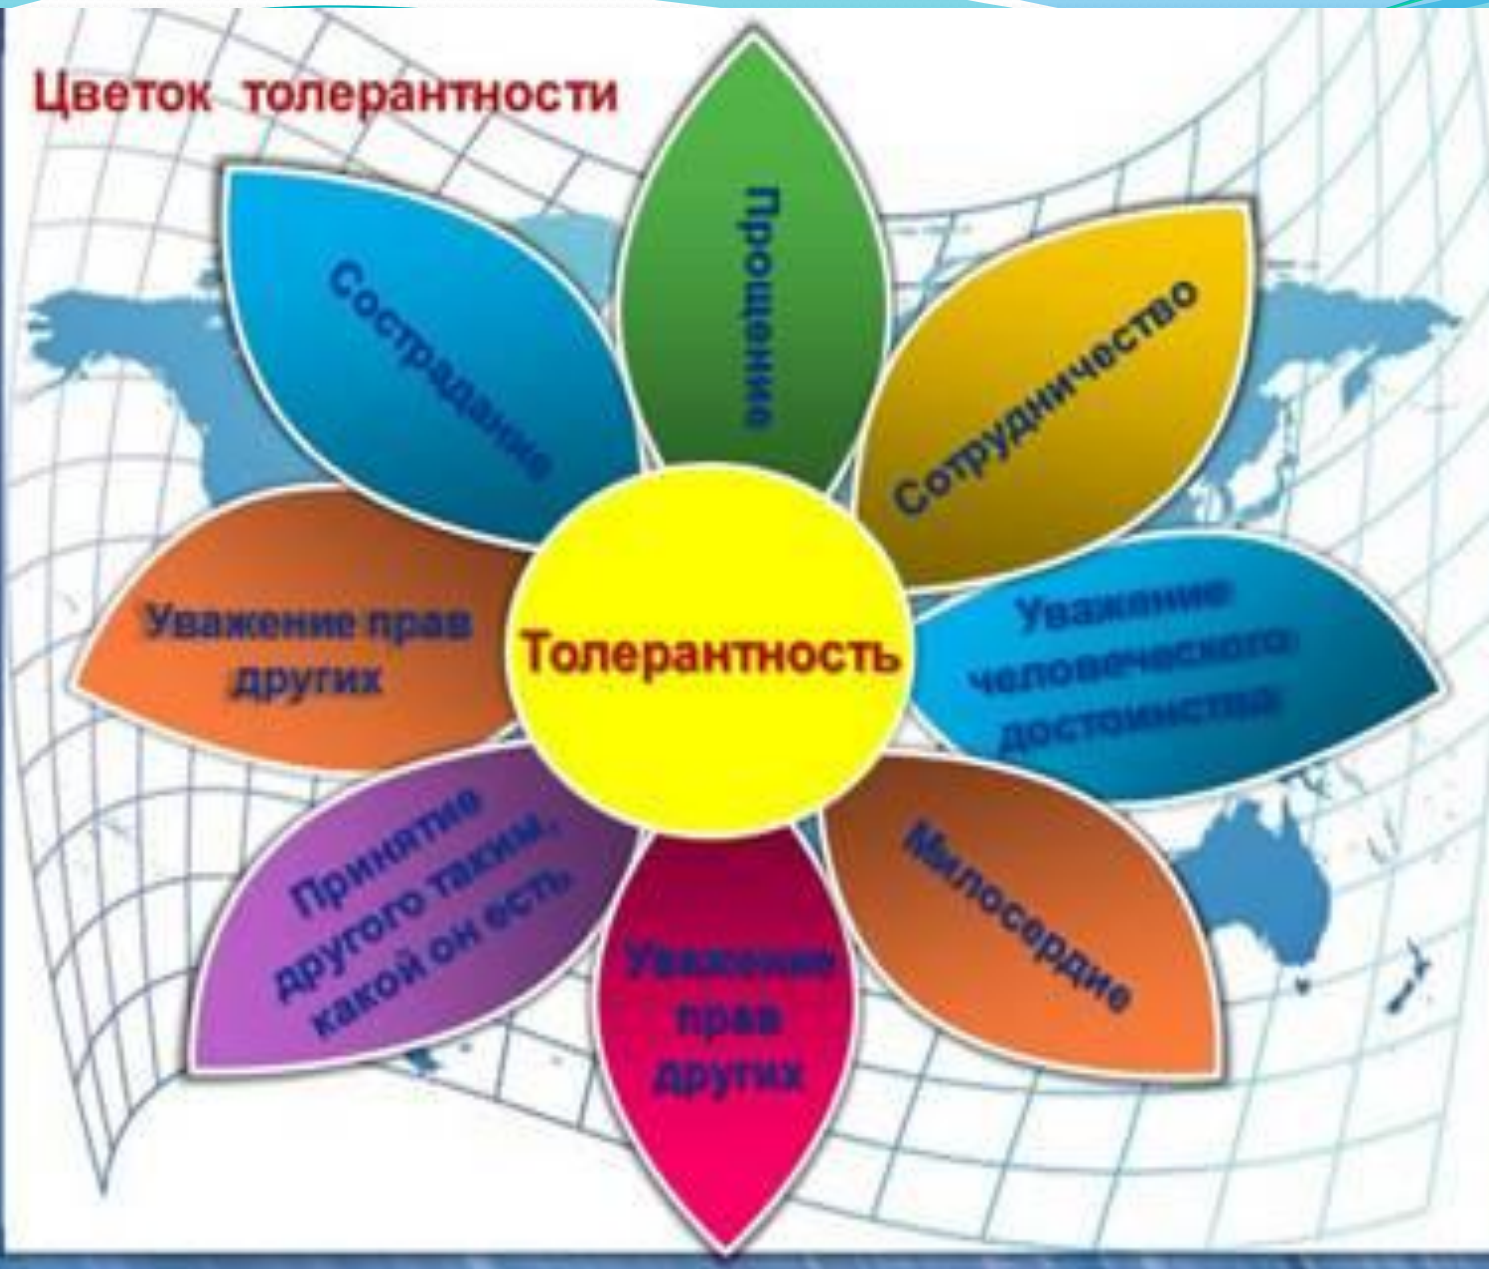 Цветок толерантности
Прощение
Сотрудничество
Уважение
человеческого
достоинства
Милосердие
Уважение
прав
других
Принятие
другого таким,
какой он есть
Уважение прав
других
Сострадание
Толерантность